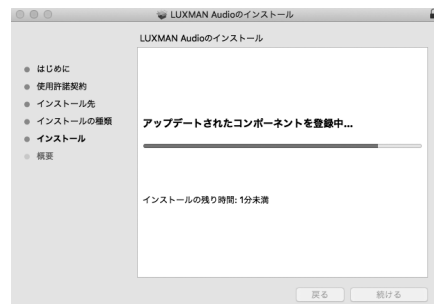 LUXMAN Audioのインストール
LUXMAN Audioのインストール
はじめに
使用許諾契約
インストール先
インストールの種類
インストール
概要
アップデートされたコンポーネントを登録中...
インストールの残り時間: 1分未満
戻る
続ける